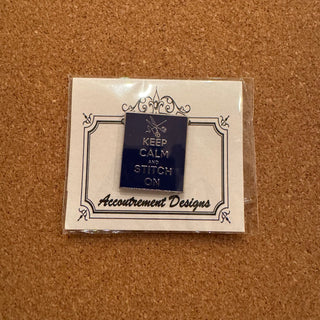 KEEP
CALM
AND
STITCH
ON
Accoutrement Designs